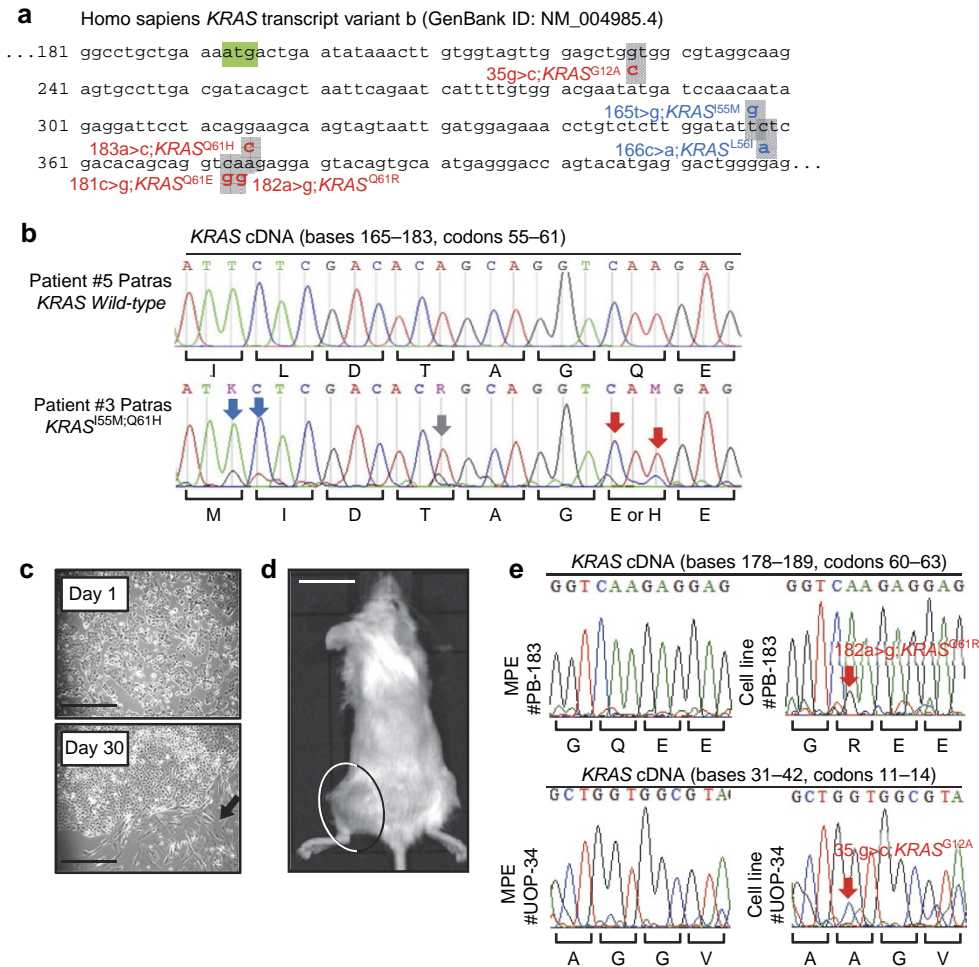 a
Homo sapiens KRAS transcript variant b (GenBank ID: NM_004985.4)
...181 ggcctgctga aaatgactga atataaactt gtggtagttg gagctggtgg cgtaggcaag
35g>c;KRASG12A c
241 agtgccttga cgatacagct aattcagaat cattttgtgg acgaatatga tccaacaata
165t>g;KRASI55M g
301 gaggattcct acaggaagca agtagtaatt gatggagaaa cctgtctctt ggatattctc
183a>c;KRASQ61H c
166c>a;KRASL56I a
361 gacacagcag gtcaagagga gtacagtgca atgagggacc agtacatgag gactggggag...
181c>g;KRASQ61E gg 182a>g;KRASQ61R
b
KRAS cDNA (bases 165–183, codons 55–61)
A T T C T C G A C A C A G C A G G T C A A G A G
Patient #5 Patras
KRAS Wild-type
I L D T A G Q E
A T K C T C G A C A C R G C A G G T C A M G A G
Patient #3 Patras
KRASI55M;Q61H
M I D T A G E or H E
c
Day 1
Day 30
d
e
KRAS cDNA (bases 178–189, codons 60–63)
GGTCAAGAGGAG
GGTCAAGAGGAG
MPE
#PB-183
Cell line
#PB-183
182a>g;KRASQ61R
G Q E E
G R E E
KRAS cDNA (bases 31–42, codons 11–14)
GCTGGTGGCGTA
GCTGGTGGCGTA
MPE
#UOP-34
Cell line
#UOP-34
35 g>c;KRASG12A
A G G V
A A G V